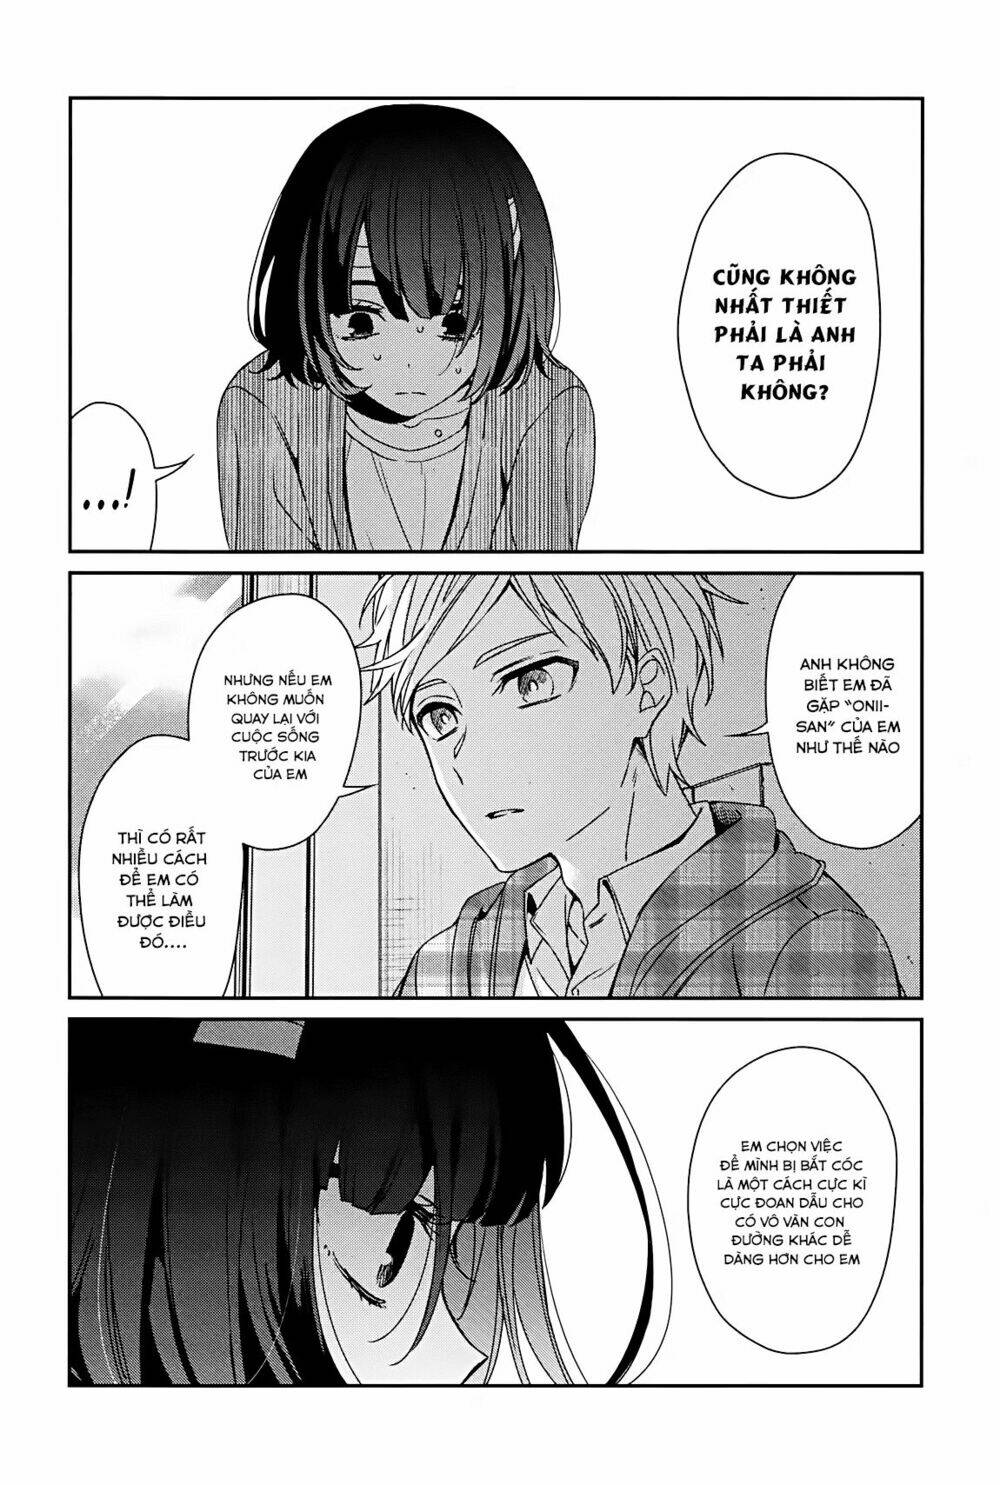 CŨNG KHÔNG
NHẤT THIẾT
PHẢI LÀ ANH
TA PHẢI
KHÔNG?
...!
ANH KHÔNG
BIẾT EM ĐÃ
GẶP "ONII-
SAN" CỦA EM
NHƯ THẾ NÀO
NHƯNG NẾU EM
KHÔNG MUỐN
QUAY LẠI VỚI
CUỘC SỐNG
TRƯỚC KIA
CỦA EM
THÌ CÓ RẤT
NHIỀU CÁCH
ĐỂ EM CÓ
THỂ LÀM
ĐƯỢC ĐIỀU
ĐÓ....
EM CHỌN VIỆC
ĐỂ MÌNH BỊ BẮT CÓC
LÀ MỘT CÁCH CỰC KÌ
CỰC ĐOAN DẪU CHO
CÓ VÔ VÀN CON
ĐƯỜNG KHÁC DỄ
DÀNG HƠN CHO EM